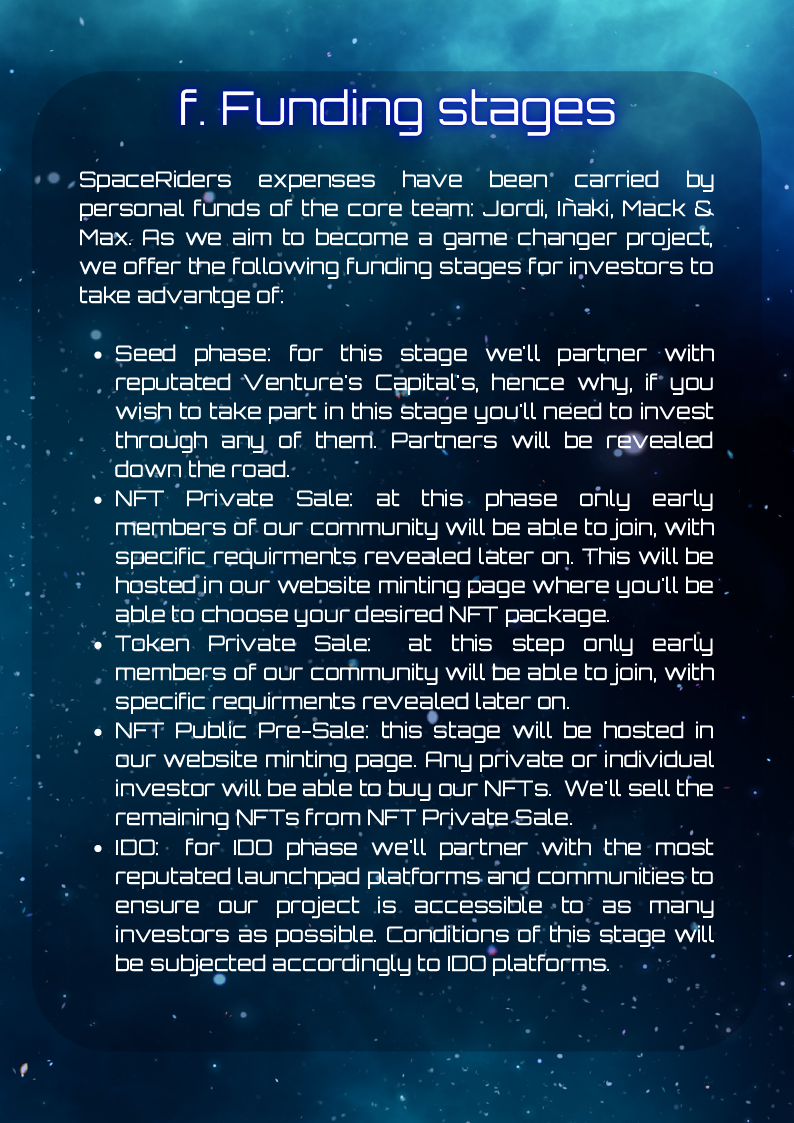 f. Funding stages
SpaceRiders expenses have been carried by
personal funds of the core team: Jordi, Iñaki, Mack &
Max. As we aim to become a game changer project,
we offer the following funding stages for investors to
take advantge of:
• Seed phase: for this stage we'll partner with
reputated Venture's Capital's, hence why, if you
wish to take part in this stage you'll need to invest
through any of them. Partners will be revealed
down the road.
• NFT Private Sale: at this phase only early
members of our community will be able to join, with
specific requirments revealed later on. This will be
hosted in our website minting page where you'll be
able to choose your desired NFT package.
• Token Private Sale: at this step only early
members of our community will be able to join, with
specific requirments revealed later on.
• NFT Public Pre-Sale: this stage will be hosted in
our website minting page. Any private or individual
investor will be able to buy our NFTs. We'll sell the
remaining NFTs from NFT Private Sale.
• IDO: for IDO phase we'll partner with the most
reputated launchpad platforms and communities to
ensure our project is accessible to as many
investors as possible. Conditions of this stage will
be subjected accordingly to IDO platforms.